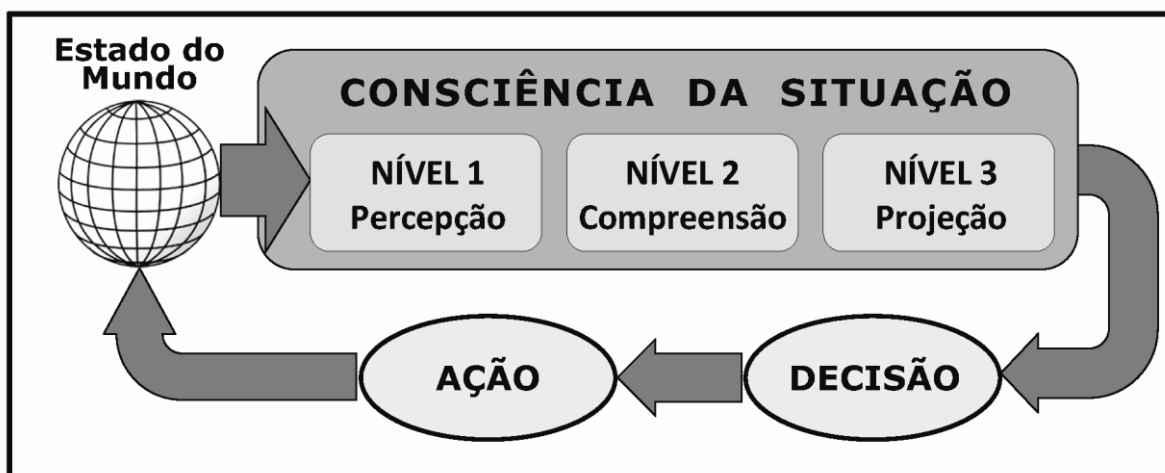 Estado do
Mundo
CONSCIÊNCIA DA SITUAÇÃO
NÍVEL 1
Percepção
NÍVEL 2
Compreensão
NÍVEL 3
Projeção
AÇÃO
DECISÃO